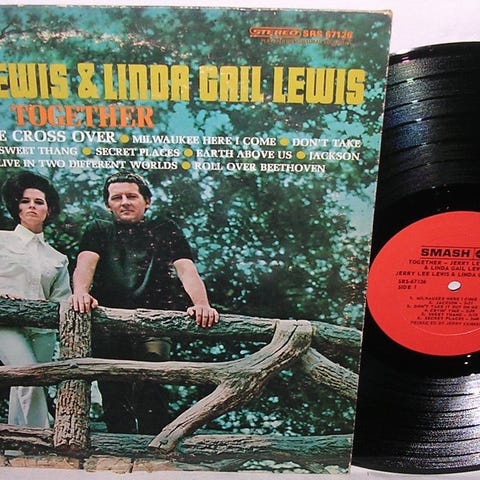 STEREO SRS 67126
EWIS & LINDA GAIL LEWIS
TOGETHER
E CROSS OVER • MILWAUKEE HERE I COME • DON'T TAKE
SWEET THANG • SECRET PLACES • EARTH ABOVE US • JACKSON
LIVE IN TWO DIFFERENT WORLDS • ROLL OVER BEETHOVEN
SMASH
TOGETHER - JERRY LE
& LINDA GAIL LEW
JERRY LEE LEWIS & LINDA
SRS-67126
SIDE 1
1. MILWAUKEE HERE I COME
2. JACKSON
3. DON'T TAKE IT OUT ON ME
4. CRYIN' TIME
5. SWEET THANG
6. SECRET PLACES
PRODUCED BY JERRY KENNE